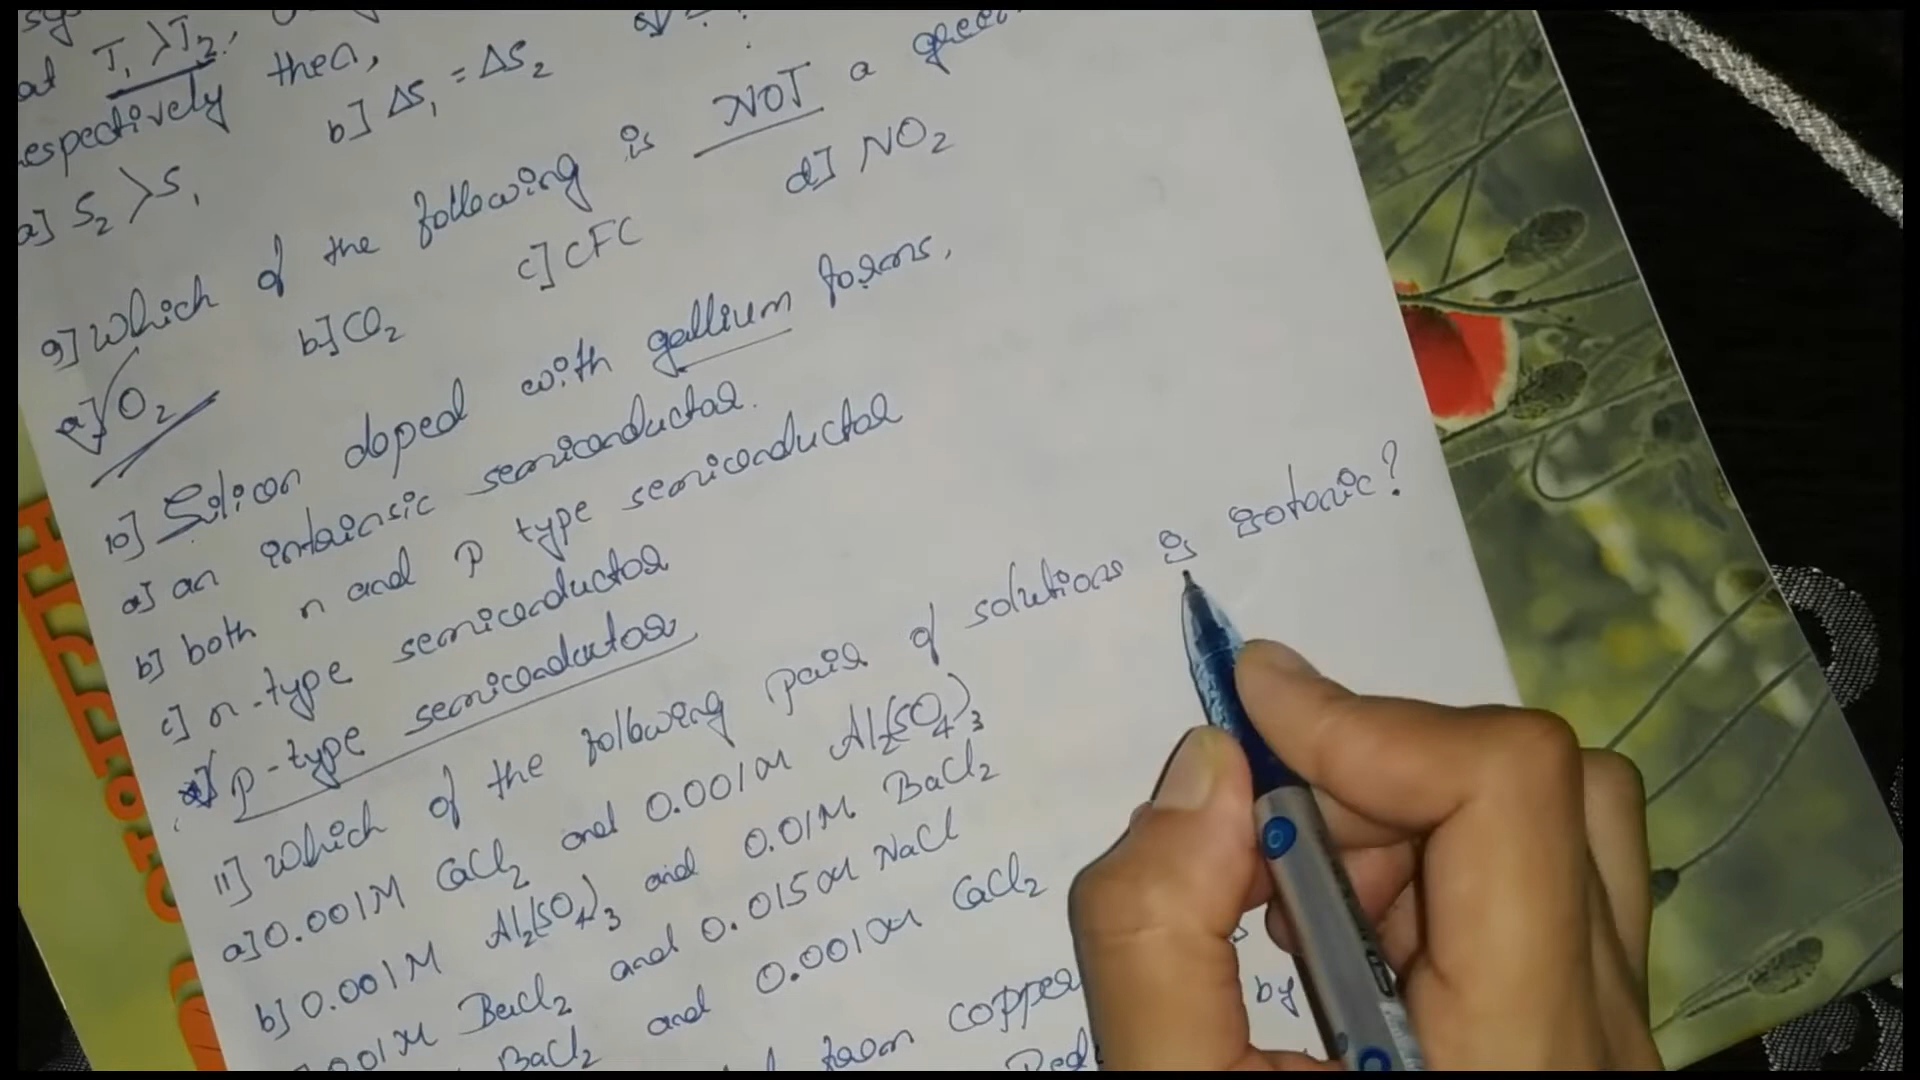 at T₁ > T₂,
espectively then,
a] S₂ > S₁ b] ΔS₁ = ΔS₂
9] Which of the following is NOT a green
a] O₂ b] CO₂ c] CFC d] NO₂
10] Silicon doped with gallium forms,
a] an intrinsic semiconductor.
b] both n and p type semiconductor
c] n-type semiconductor
d] p-type semiconductor
11] Which of the following pair of solutions is isotonic?
a] 0.001M CaCl₂ and 0.001M Al₂(SO₄)₃
b] 0.001M Al₂(SO₄)₃ and 0.01M BaCl₂
001M BaCl₂ and 0.015M NaCl
BaCl₂ and 0.001M CaCl₂
from copper by